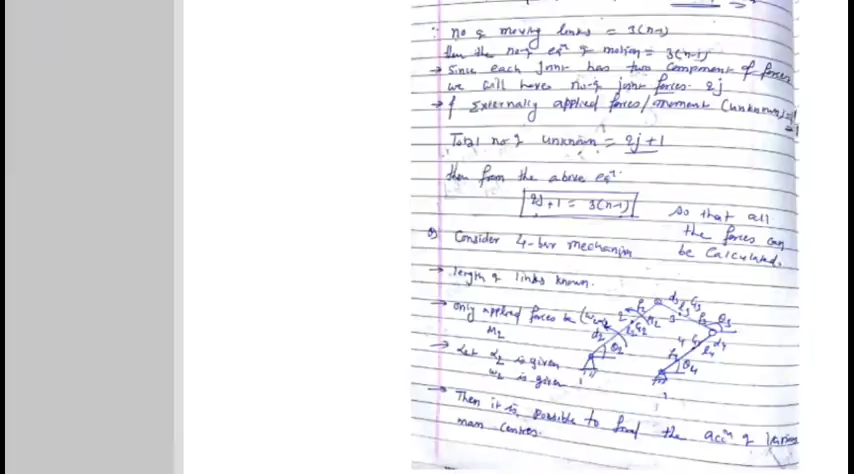 ∵ no of moving links = 3(n-1)
then the no of eqⁿ of motion = 3(n-1)
→ Since each joint has two component of forces
we will have no of joint forces 2j
→ f externally applied forces/moment (unknown) = 1
= 1
Total no of unknown = 2j + 1
then from the above eqⁿ.
2j + 1 = 3(n-1) so that all
the forces can
be calculated.
Consider 4-bar mechanism
→ length of links known.
→ only applied forces be
M2
→ Let α2 is given
ω2 is given
→ Then it is possible to find the accⁿ of various
mass centres.